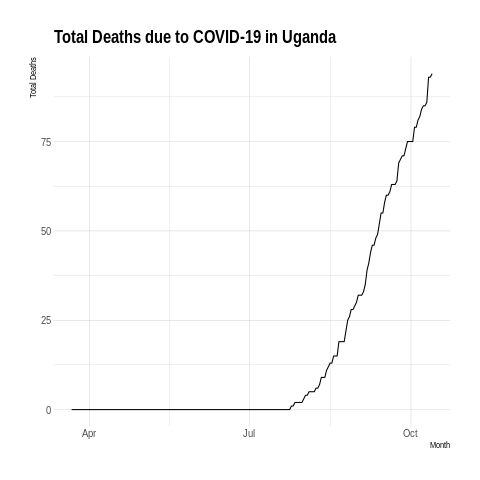 Total Deaths due to COVID-19 in Uganda
Total Deaths
75
50
25
0
Apr
Jul
Oct
Month